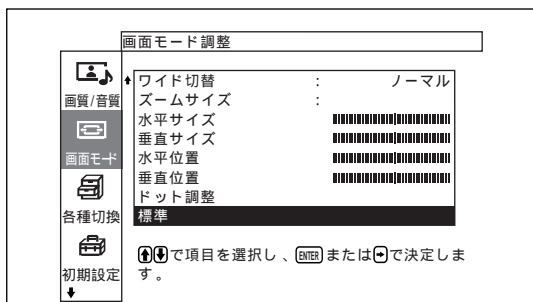 画面モード調整
画質/音質
画面モード
各種切換
初期設定
ワイド切替 : ノーマル
ズームサイズ :
水平サイズ
垂直サイズ
水平位置
垂直位置
ドット調整
標準
で項目を選択し、ENTERまたはで決定しま
す。